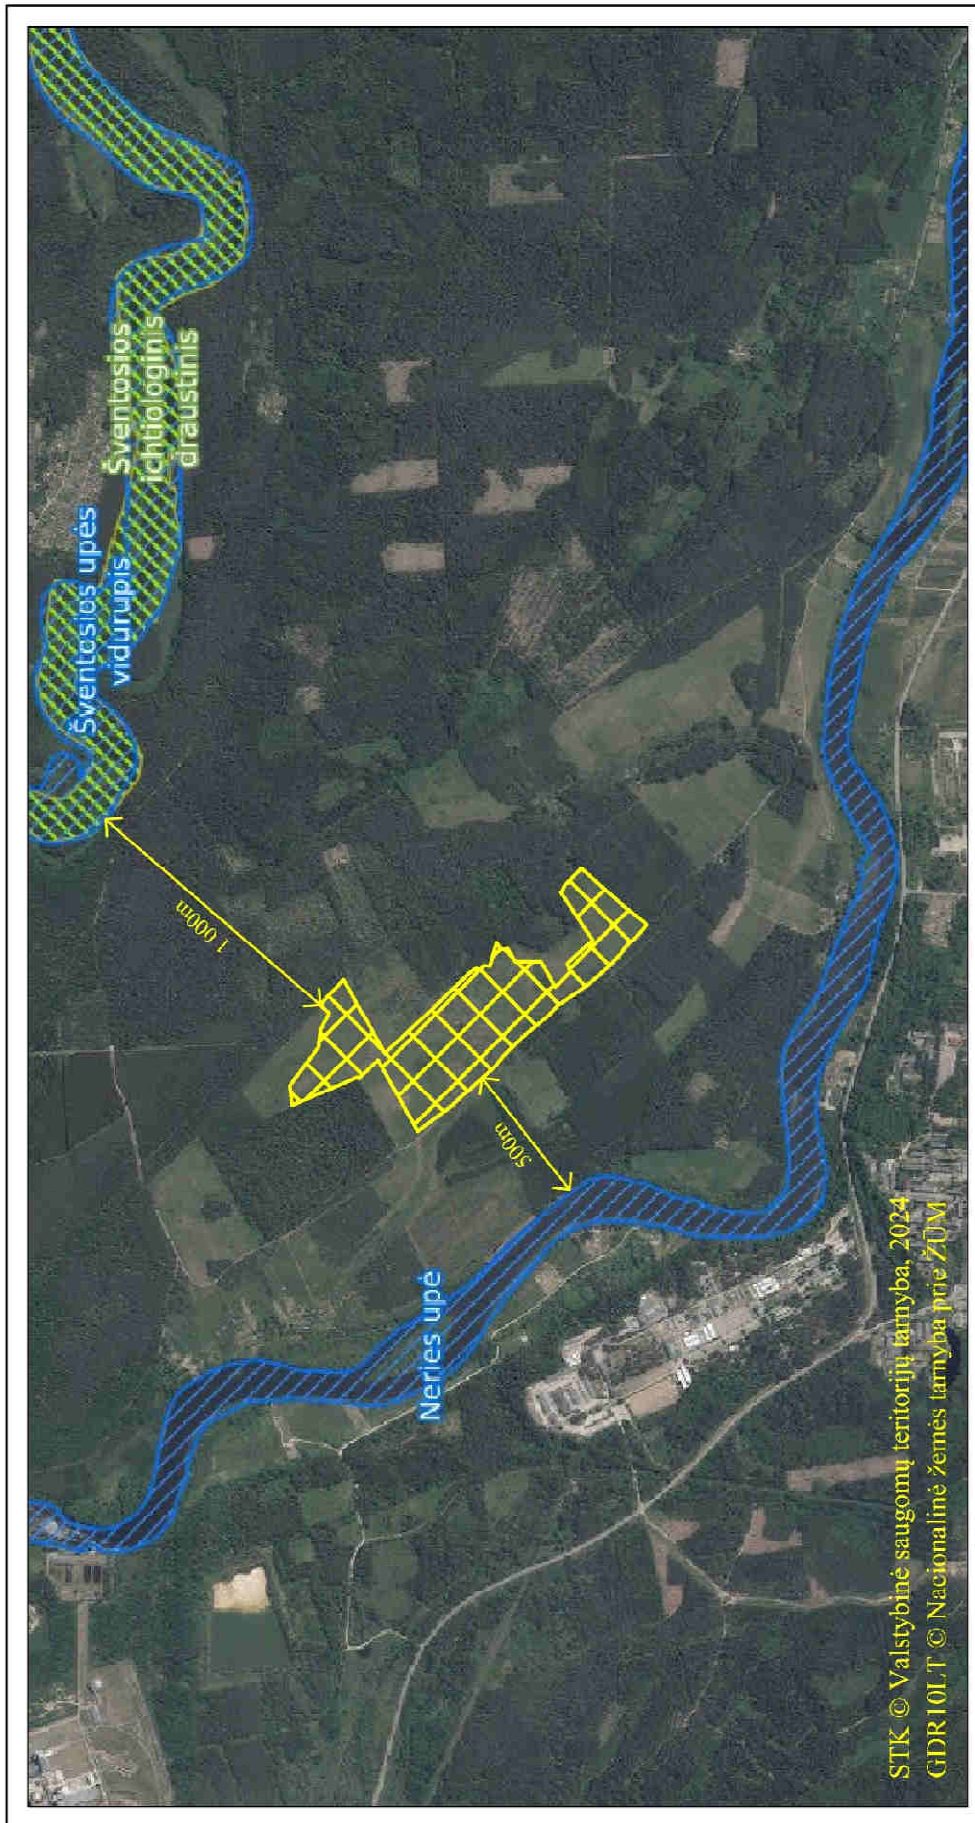 Šventosios upės
vidurupis
Šventosios
ichtiologinis
draustinis
1 000m
500m
Neries upė
STK © Valstybinė saugomų teritorijų tarnyba, 2024
GDR10LT © Nacionalinė žemės tarnyba prie ŽŪM